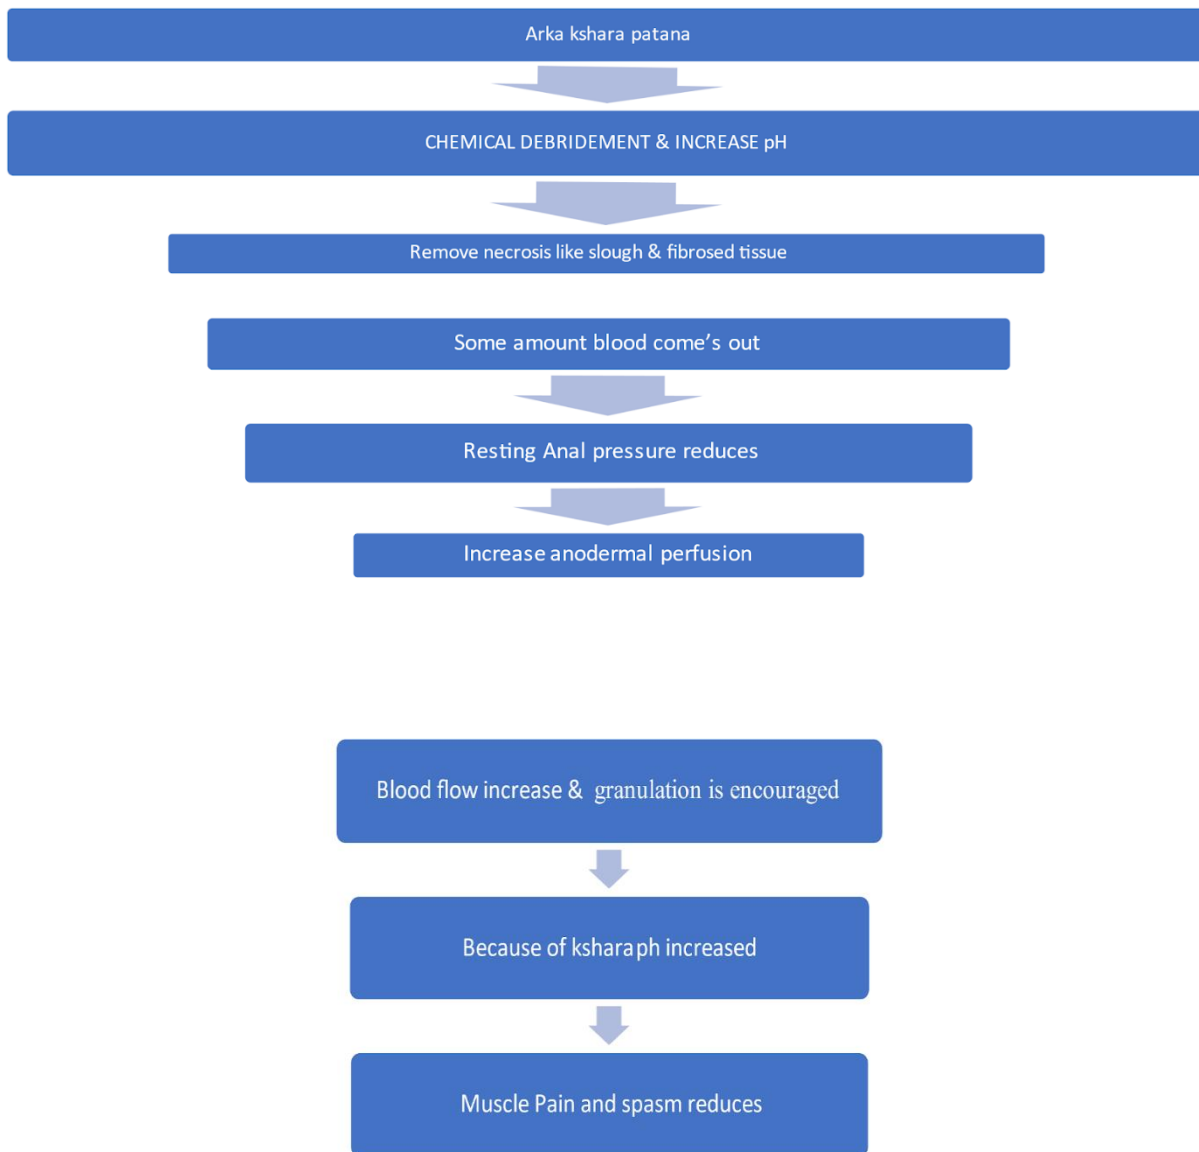 Arka kshara patana
CHEMICAL DEBRIDEMENT & INCREASE pH
Remove necrosis like slough & fibrosed tissue
Some amount blood come’s out
Resting Anal pressure reduces
Increase anodermal perfusion
Blood flow increase & granulation is encouraged
Because of ksharaph increased
Muscle Pain and spasm reduces